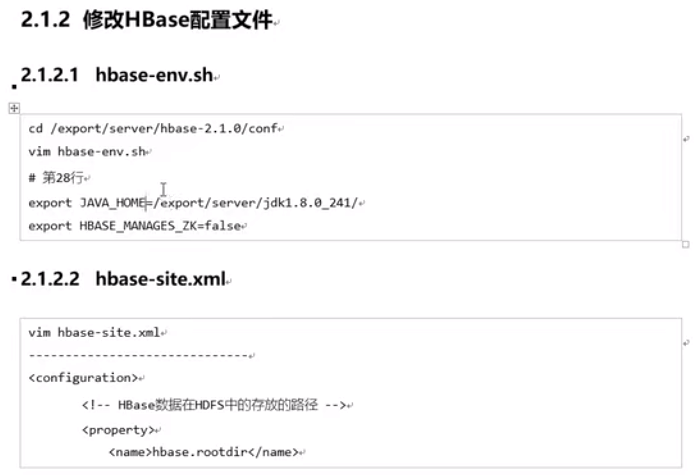 2.1.2 修改HBase配置文件
2.1.2.1 hbase-env.sh
cd /export/server/hbase-2.1.0/conf
vim hbase-env.sh
# 第28行
export JAVA_HOME=/export/server/jdk1.8.0_241/
export HBASE_MANAGES_ZK=false
2.1.2.2 hbase-site.xml
vim hbase-site.xml
------------------------------
<configuration>
<!-- HBase数据在HDFS中的存放的路径 -->
<property>
<name>hbase.rootdir</name>